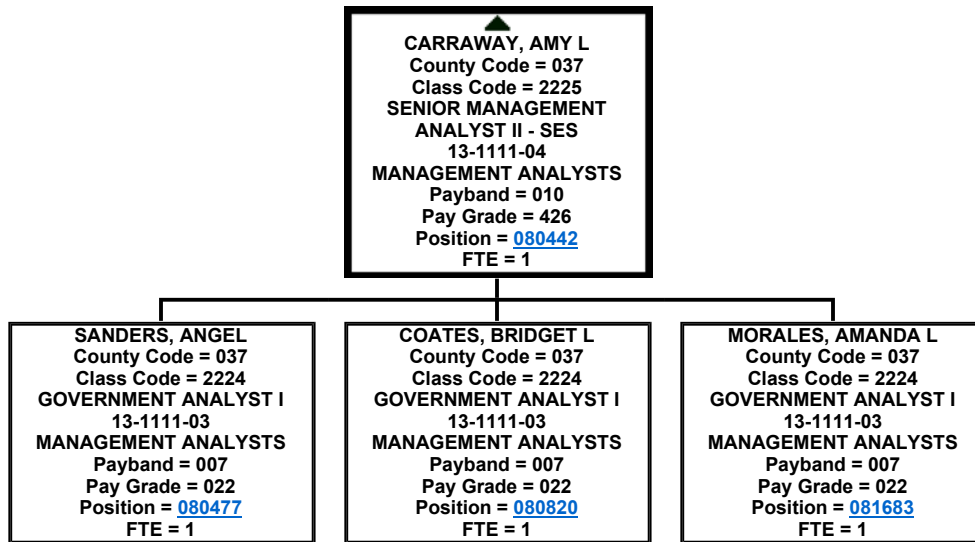 CARRAWAY, AMY L
County Code = 037
Class Code = 2225
SENIOR MANAGEMENT
ANALYST II - SES
13-1111-04
MANAGEMENT ANALYSTS
Payband = 010
Pay Grade = 426
Position = 080442
FTE = 1
SANDERS, ANGEL
County Code = 037
Class Code = 2224
GOVERNMENT ANALYST I
13-1111-03
MANAGEMENT ANALYSTS
Payband = 007
Pay Grade = 022
Position = 080477
FTE = 1
COATES, BRIDGET L
County Code = 037
Class Code = 2224
GOVERNMENT ANALYST I
13-1111-03
MANAGEMENT ANALYSTS
Payband = 007
Pay Grade = 022
Position = 080820
FTE = 1
MORALES, AMANDA L
County Code = 037
Class Code = 2224
GOVERNMENT ANALYST I
13-1111-03
MANAGEMENT ANALYSTS
Payband = 007
Pay Grade = 022
Position = 081683
FTE = 1